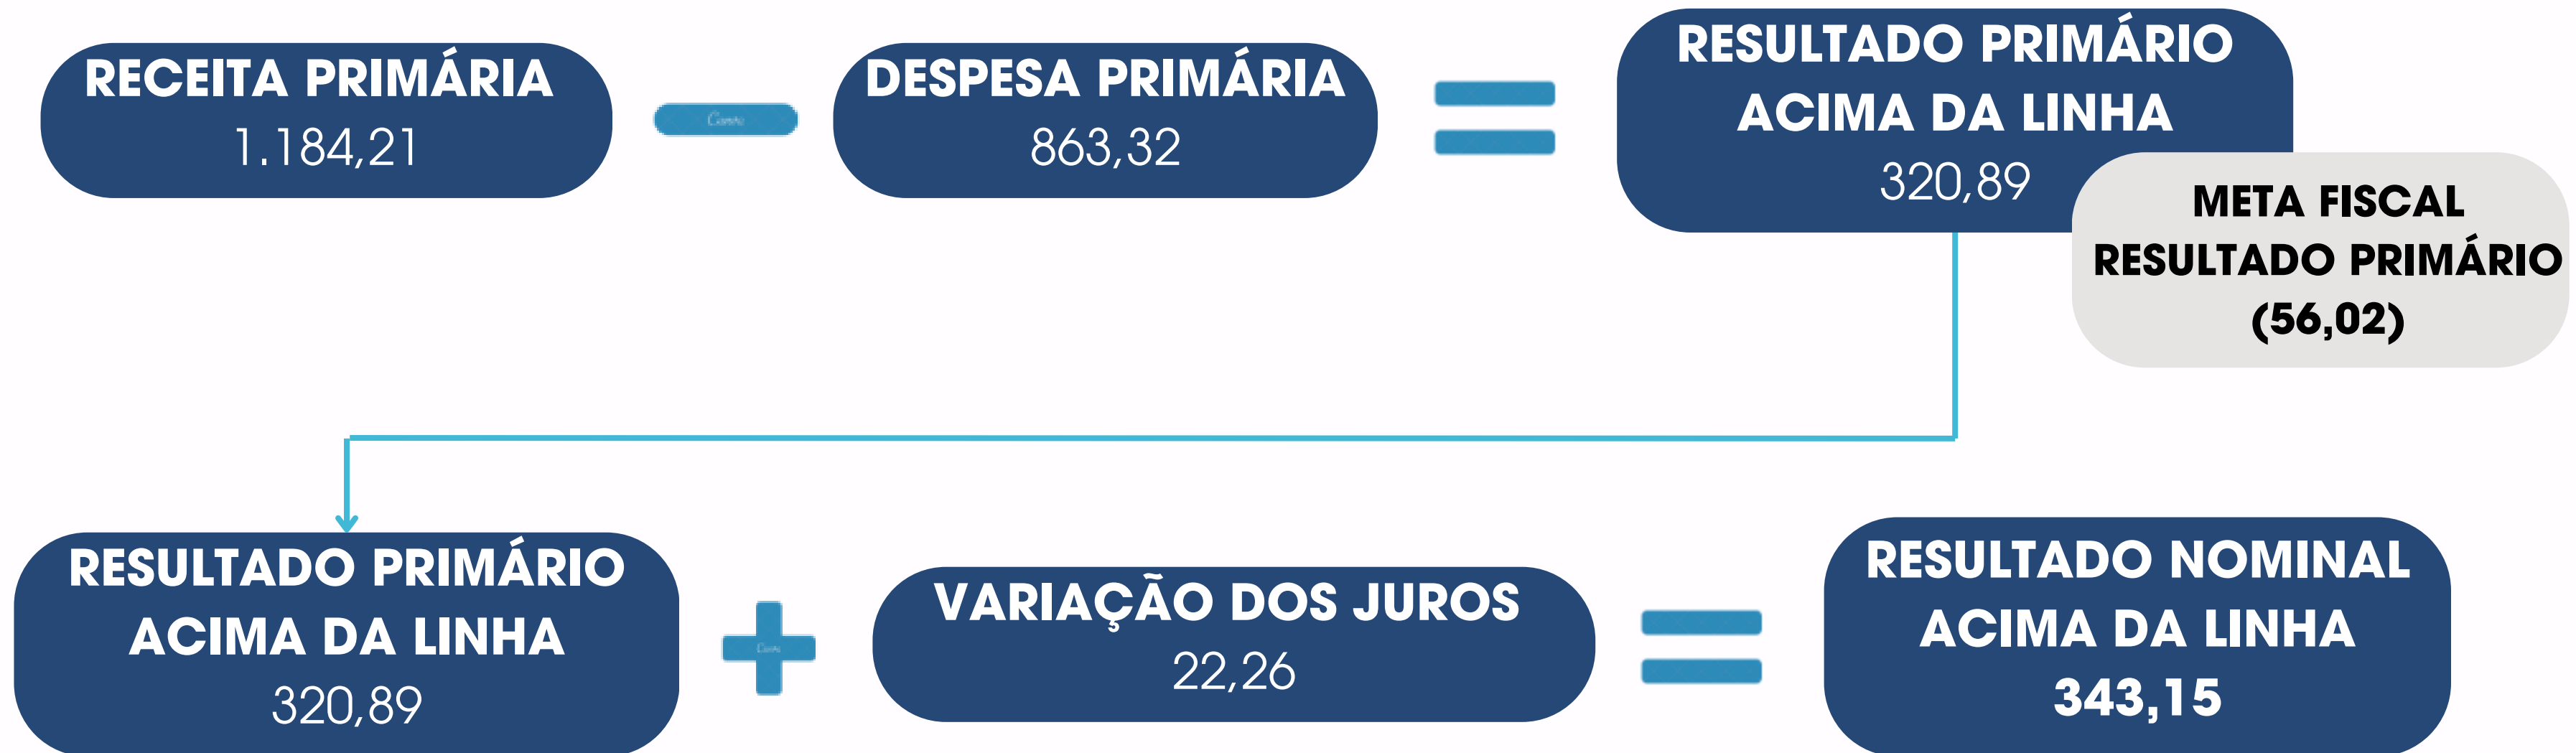 RECEITA PRIMÁRIA
1.184,21
Canva
DESPESA PRIMÁRIA
863,32
RESULTADO PRIMÁRIO
ACIMA DA LINHA
320,89
META FISCAL
RESULTADO PRIMÁRIO
(56,02)
RESULTADO PRIMÁRIO
ACIMA DA LINHA
320,89
Canva
VARIAÇÃO DOS JUROS
22,26
RESULTADO NOMINAL
ACIMA DA LINHA
343,15